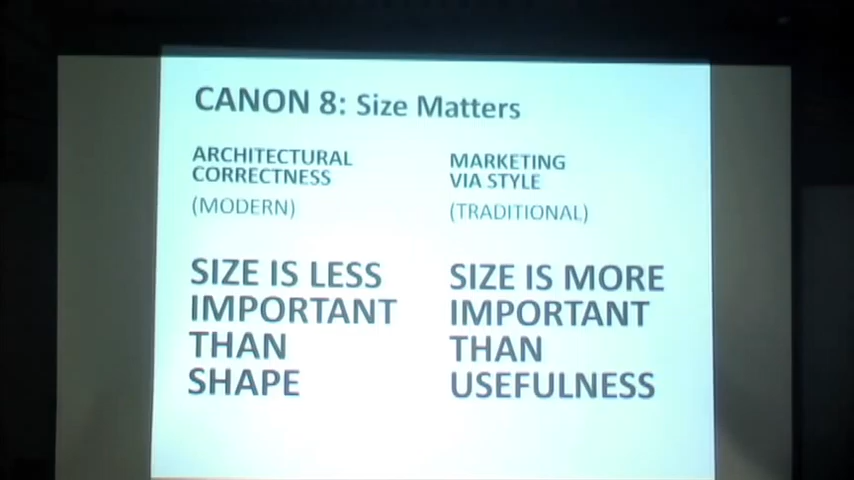 CANON 8: Size Matters
ARCHITECTURAL
CORRECTNESS
(MODERN)
SIZE IS LESS
IMPORTANT
THAN
SHAPE
MARKETING
VIA STYLE
(TRADITIONAL)
SIZE IS MORE
IMPORTANT
THAN
USEFULNESS